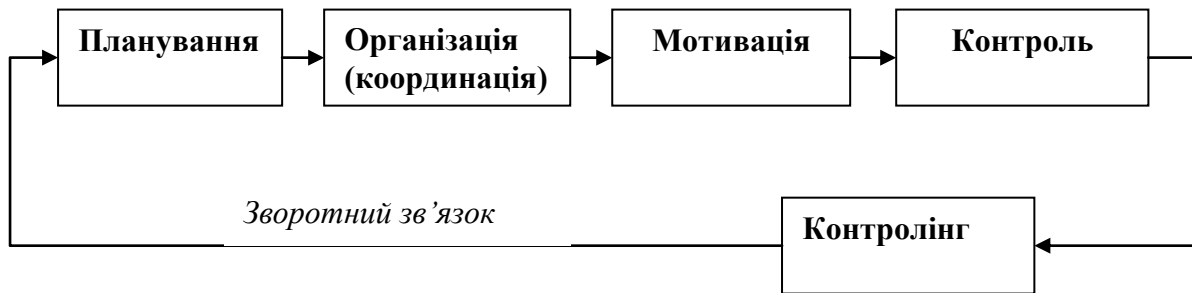 Планування
Організація
(координація)
Мотивація
Контроль
Зворотний зв’язок
Контролінг